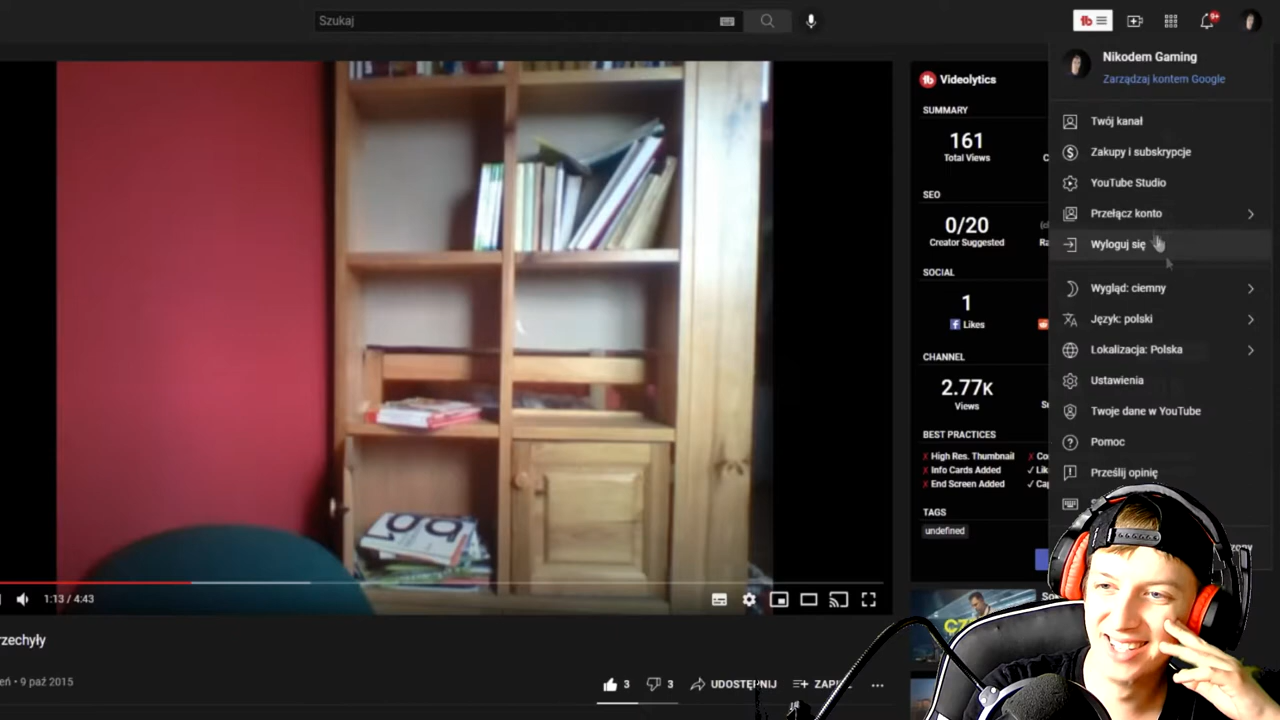 Szukaj
9+
Nikodem Gaming
Zarządzaj kontem Google
Twój kanał
Zakupy i subskrypcje
YouTube Studio
Przełącz konto
Wyloguj się
Wygląd: ciemny
Język: polski
Lokalizacja: Polska
Ustawienia
Twoje dane w YouTube
Pomoc
Prześlij opinię
Videolytics
SUMMARY
161
Total Views
SEO
0/20
Creator Suggested
SOCIAL
1
Likes
CHANNEL
2.77K
Views
BEST PRACTICES
X High Res. Thumbnail
X Info Cards Added
X End Screen Added
TAGS
undefined
1:13 / 4:43
rzechyły
eń • 9 paź 2015
3 3 UDOSTĘPNIJ